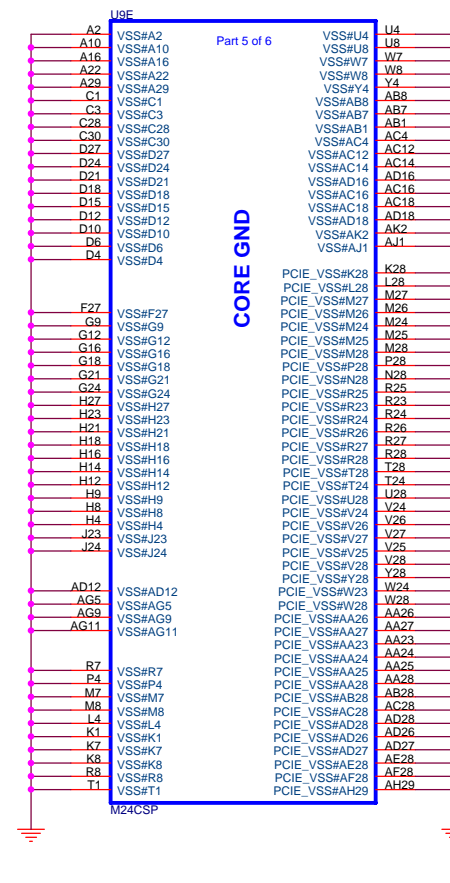 U9E
Part 5 of 6
CORE GND
A2 VSS#A2
A10 VSS#A10
A16 VSS#A16
A22 VSS#A22
A29 VSS#A29
C1 VSS#C1
C3 VSS#C3
C28 VSS#C28
C30 VSS#C30
D27 VSS#D27
D24 VSS#D24
D21 VSS#D21
D18 VSS#D18
D15 VSS#D15
D12 VSS#D12
D10 VSS#D10
D6 VSS#D6
D4 VSS#D4
F27 VSS#F27
G9 VSS#G9
G12 VSS#G12
G16 VSS#G16
G18 VSS#G18
G21 VSS#G21
G24 VSS#G24
H27 VSS#H27
H23 VSS#H23
H21 VSS#H21
H18 VSS#H18
H16 VSS#H16
H14 VSS#H14
H12 VSS#H12
H9 VSS#H9
H8 VSS#H8
H4 VSS#H4
J23 VSS#J23
J24 VSS#J24
AD12 VSS#AD12
AG5 VSS#AG5
AG9 VSS#AG9
AG11 VSS#AG11
R7 VSS#R7
P4 VSS#P4
M7 VSS#M7
M8 VSS#M8
L4 VSS#L4
K1 VSS#K1
K7 VSS#K7
K8 VSS#K8
R8 VSS#R8
T1 VSS#T1
VSS#U4 U4
VSS#U8 U8
VSS#W7 W7
VSS#W8 W8
VSS#Y4 Y4
VSS#AB8 AB8
VSS#AB7 AB7
VSS#AB1 AB1
VSS#AC4 AC4
VSS#AC12 AC12
VSS#AC14 AC14
VSS#AD16 AD16
VSS#AC16 AC16
VSS#AC18 AC18
VSS#AD18 AD18
VSS#AK2 AK2
VSS#AJ1 AJ1
PCIE_VSS#K28 K28
PCIE_VSS#L28 L28
PCIE_VSS#M27 M27
PCIE_VSS#M26 M26
PCIE_VSS#M24 M24
PCIE_VSS#M25 M25
PCIE_VSS#M28 M28
PCIE_VSS#P28 P28
PCIE_VSS#N28 N28
PCIE_VSS#R25 R25
PCIE_VSS#R23 R23
PCIE_VSS#R24 R24
PCIE_VSS#R26 R26
PCIE_VSS#R27 R27
PCIE_VSS#R28 R28
PCIE_VSS#T23 T28
PCIE_VSS#T24 T24
PCIE_VSS#U28 U28
PCIE_VSS#V24 V24
PCIE_VSS#V26 V26
PCIE_VSS#V27 V27
PCIE_VSS#V25 V25
PCIE_VSS#V28 V28
PCIE_VSS#Y28 Y28
PCIE_VSS#W23 W24
PCIE_VSS#W28 W28
PCIE_VSS#AA26 AA26
PCIE_VSS#AA27 AA27
PCIE_VSS#AA23 AA23
PCIE_VSS#AA24 AA24
PCIE_VSS#AA25 AA25
PCIE_VSS#AA28 AA28
PCIE_VSS#AB28 AB28
PCIE_VSS#AC28 AC28
PCIE_VSS#AD28 AD28
PCIE_VSS#AD26 AD26
PCIE_VSS#AD27 AD27
PCIE_VSS#AE28 AE28
PCIE_VSS#AF28 AF28
PCIE_VSS#AH29 AH29
M24CSP